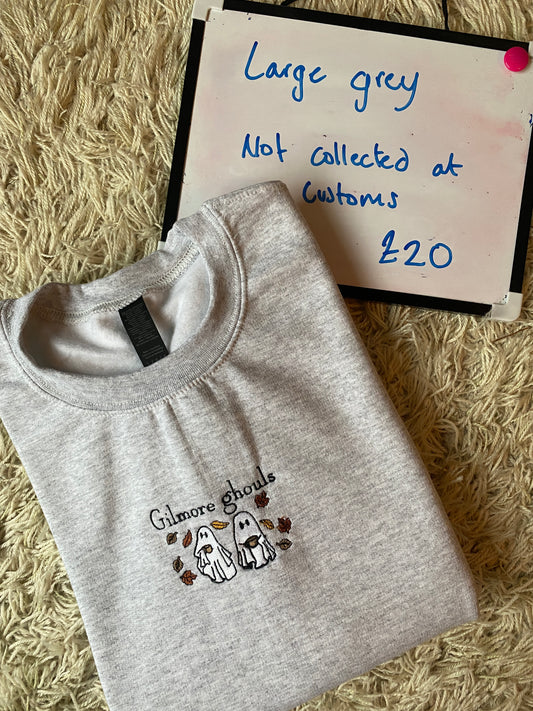 Large grey
Not collected at
Customs
£20
Gilmore ghouls